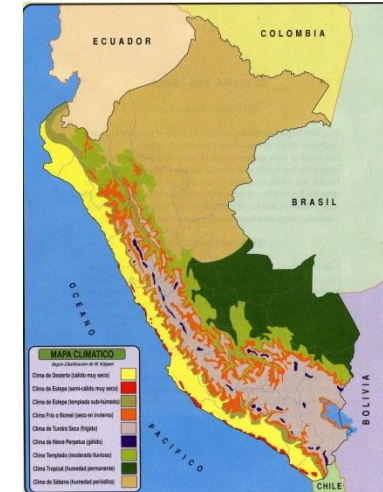 ECUADOR
COLOMBIA
BRASIL
OCEANO
PACIFICO
BOLIVIA
CHILE
MAPA CLIMATICO
Según Clasificación de W. Köppen
Clima de Desierto (cálido muy seco)
Clima de Estepa (semi-cálido muy seco)
Clima de Estepa (templado sub-húmedo)
Clima Frío o Boreal (seco en invierno)
Clima de Tundra Seca (frígido)
Clima de Nieve Perpetua (gélido)
Clima Templado (moderado lluvioso)
Clima Tropical (humedad permanente)
Clima de Sábana (humedad periódica)